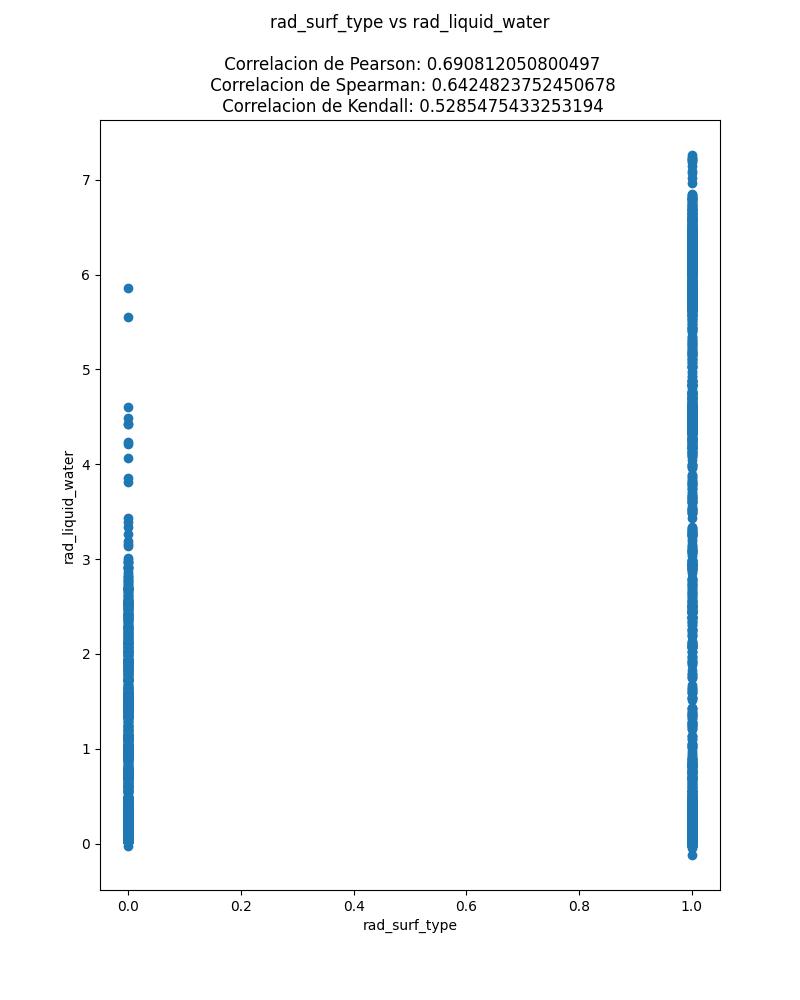 rad_surf_type vs rad_liquid_water
Correlacion de Pearson: 0.690812050800497
Correlacion de Spearman: 0.6424823752450678
Correlacion de Kendall: 0.5285475433253194
7
6
5
4
3
2
1
0
rad_liquid_water
0.0 0.2 0.4 0.6 0.8 1.0
rad_surf_type